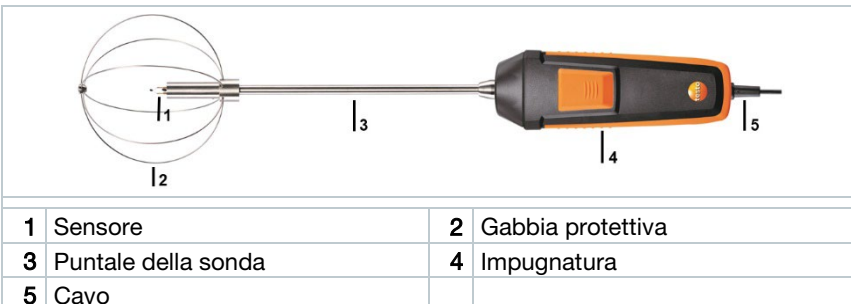 testo
1
3
5
4
2
1 Sensore 2 Gabbia protettiva
3 Puntale della sonda 4 Impugnatura
5 Cavo